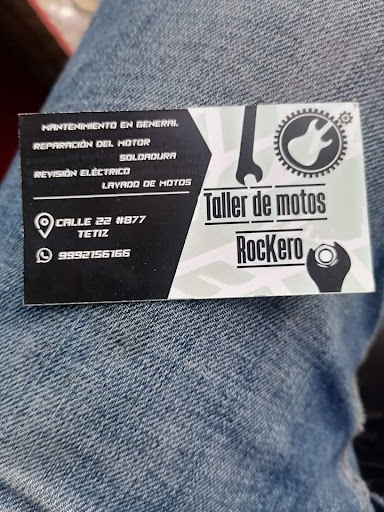 MANTENIMIENTO EN GENERAL
REPARACIÓN DEL MOTOR
SOLDADURA
REVISIÓN ELÉCTRICO
LAVADO DE MOTOS
CALLE 22 #877
TETIZ
9992156166
Taller de motos
RocKero